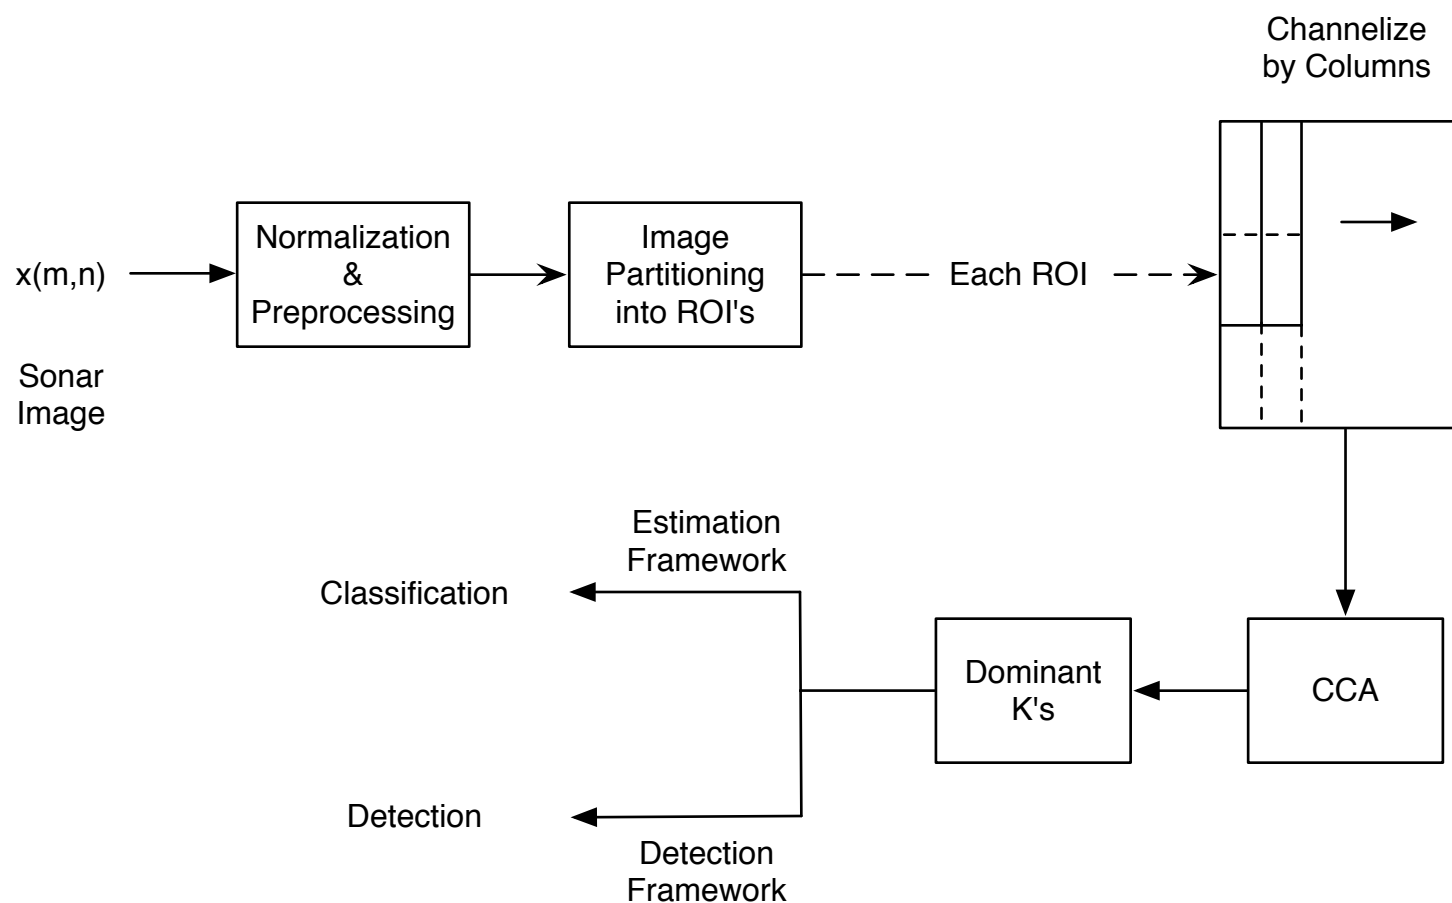 Channelize
by Columns
x(m,n)
Normalization
&
Preprocessing
Image
Partitioning
into ROI's
Each ROI
Sonar
Image
Estimation
Framework
Classification
Dominant
K's
CCA
Detection
Detection
Framework